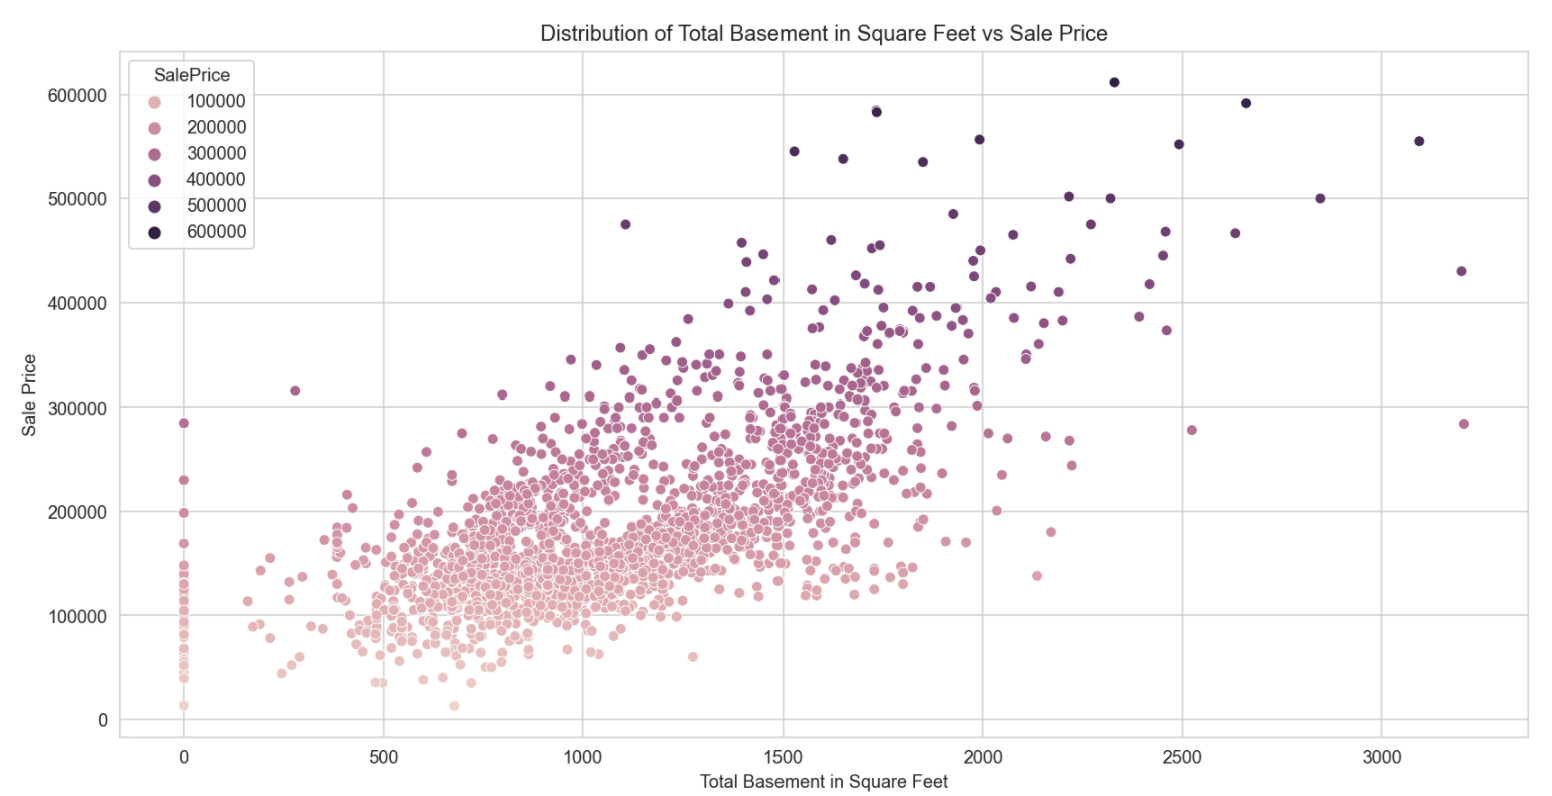 Distribution of Total Basement in Square Feet vs Sale Price
SalePrice
100000
200000
300000
400000
500000
600000
600000
500000
400000
300000
200000
100000
0
Sale Price
0 500 1000 1500 2000 2500 3000
Total Basement in Square Feet